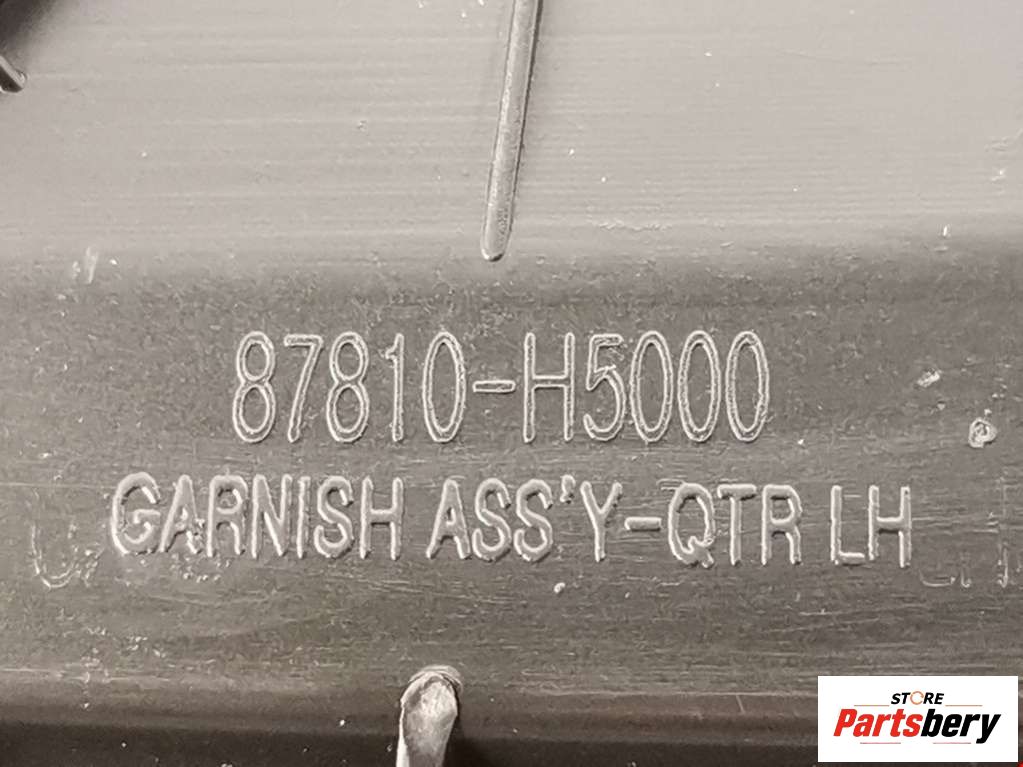 87810-H5000
GARNISH ASS'Y-QTR LH
STORE
Partsbery